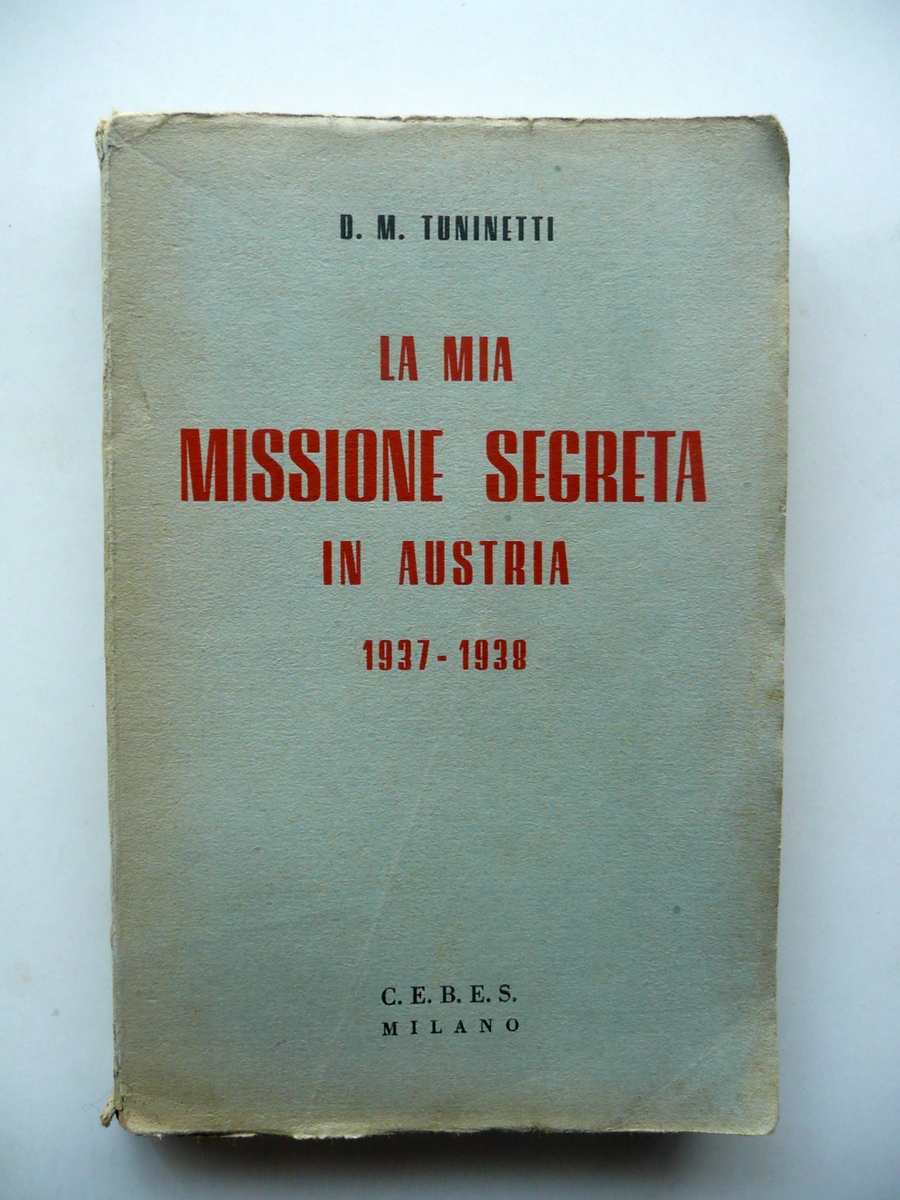 D. M. TUNINETTI
LA MIA
MISSIONE SEGRETA
IN AUSTRIA
1937-1938
C. E. B. E. S.
MILANO